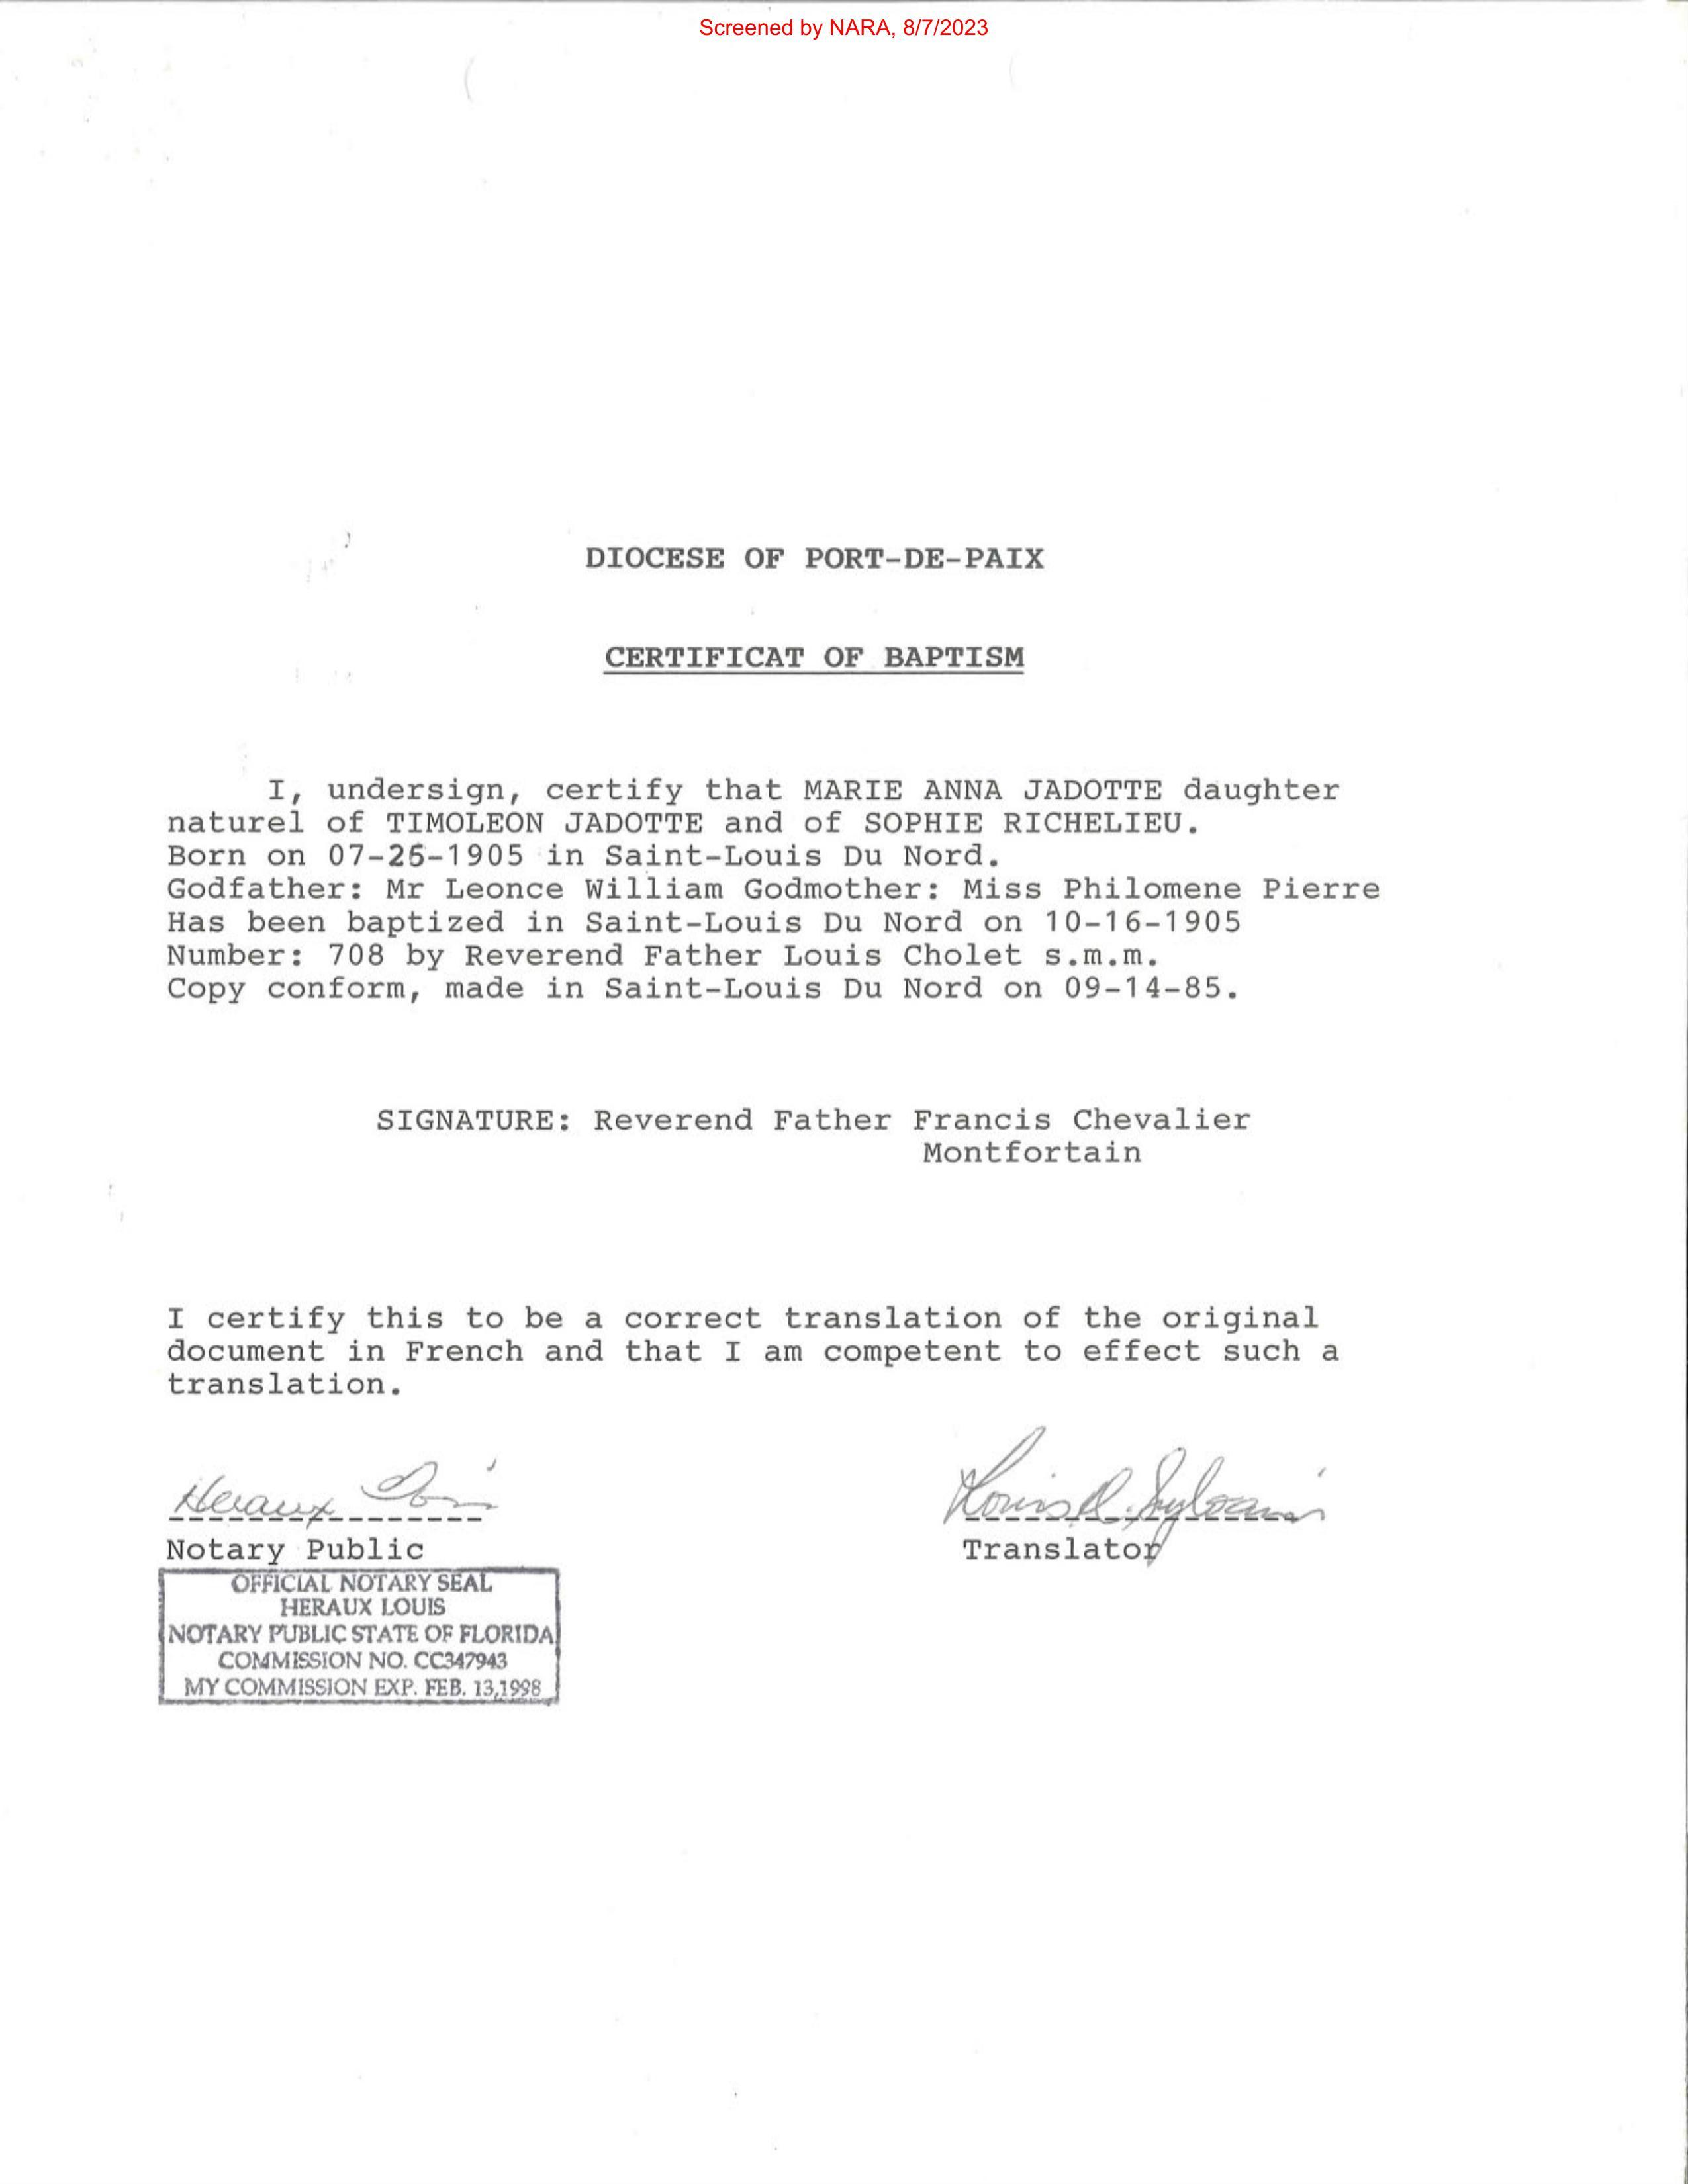 Screened by NARA, 8/7/2023
DIOCESE OF PORT-DE-PAIX
CERTIFICAT OF BAPTISM
I, undersign, certify that MARIE ANNA JADOTTE daughter
naturel of TIMOLEON JADOTTE and of SOPHIE RICHELIEU.
Born on 07-26-1905 in Saint-Louis Du Nord.
Godfather: Mr Leonce William Godmother: Miss Philomene Pierre
Has been baptized in Saint-Louis Du Nord on 10-16-1905
Number: 708 by Reverend Father Louis Cholet s.m.m.
Copy conform, made in Saint-Louis Du Nord on 09-14-85.
SIGNATURE: Reverend Father Francis Chevalier
Montfortain
I certify this to be a correct translation of the original
document in French and that I am competent to effect such a
translation.
Heraux Louis Louis R. Sylvain
Notary Public Translator
OFFICIAL NOTARY SEAL
HERAUX LOUIS
NOTARY PUBLIC STATE OF FLORIDA
COMMISSION NO. CC347943
MY COMMISSION EXP. FEB. 13,1998